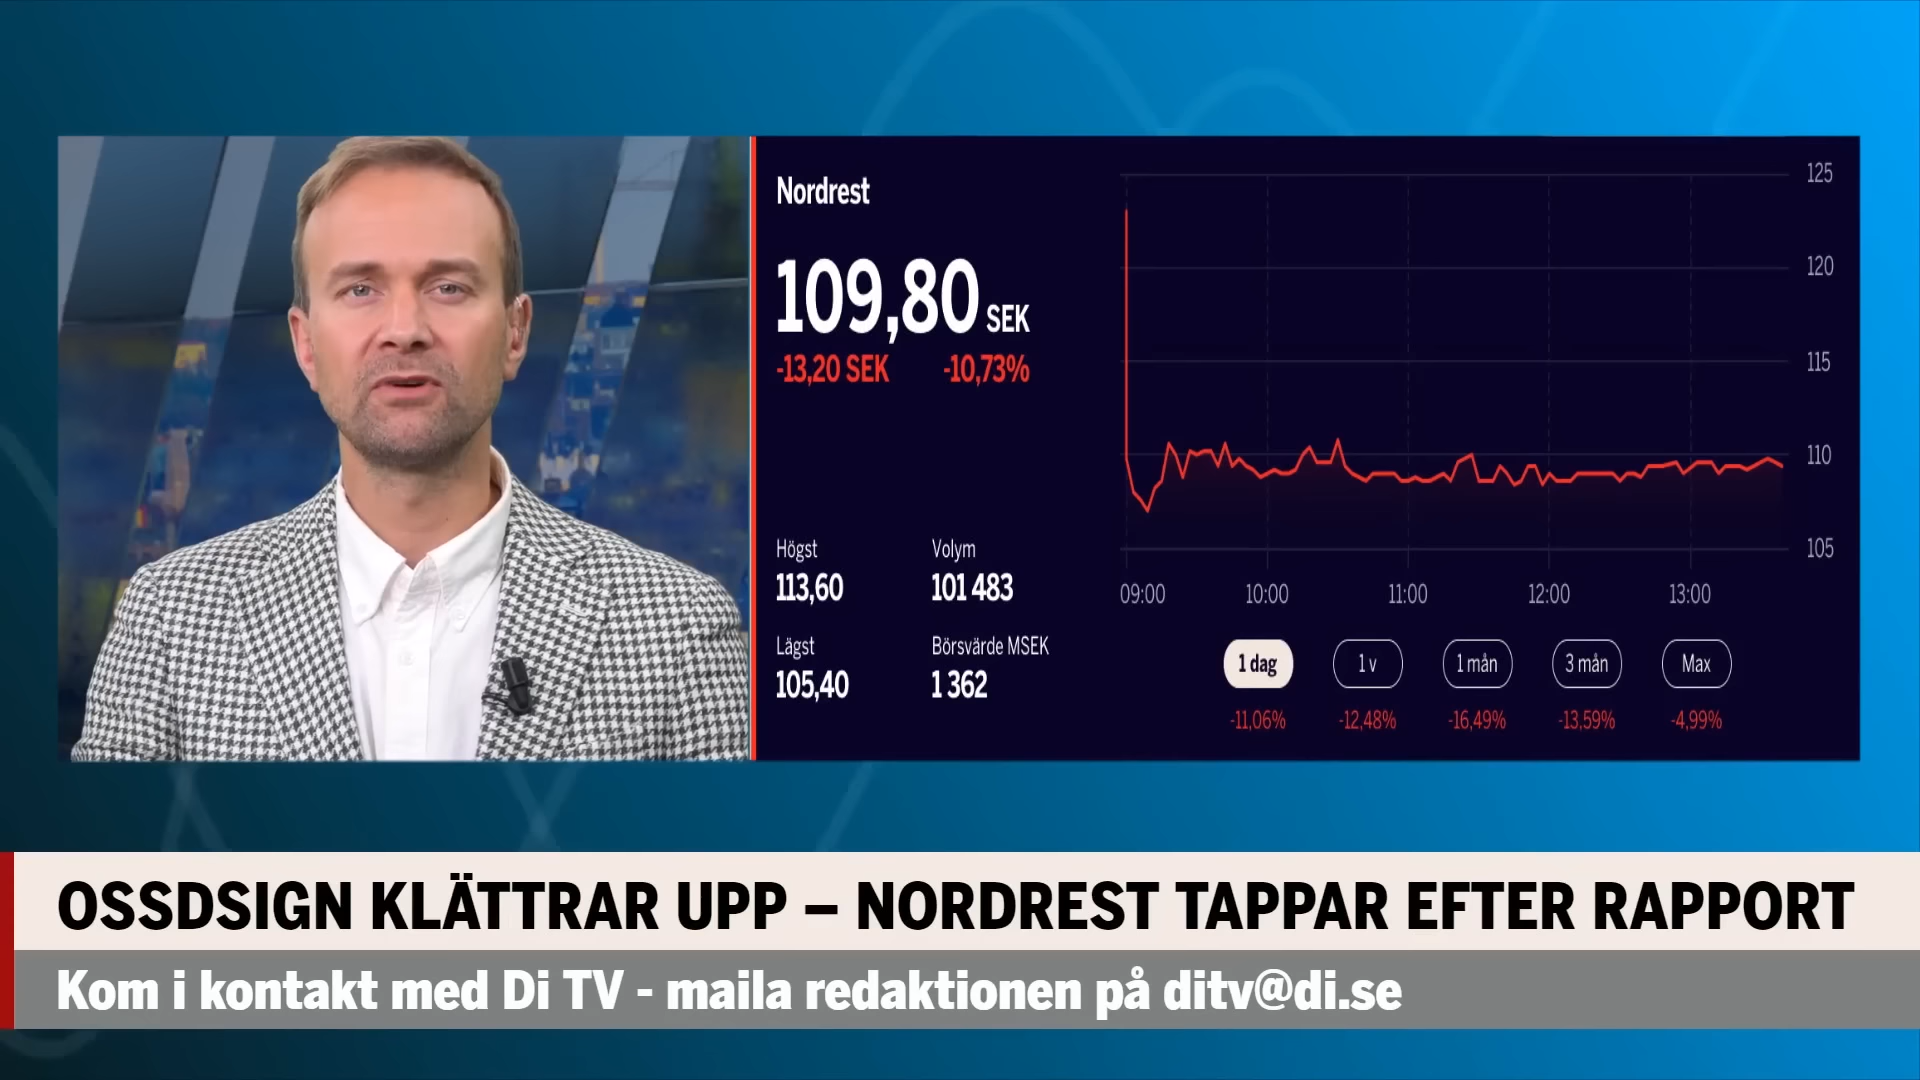 Nordrest
109,80 SEK
-13,20 SEK -10,73%
Högst Volym
113,60 101 483
Lägst Börsvärde MSEK
105,40 1 362
125
120
115
110
105
09:00 10:00 11:00 12:00 13:00
1 dag 1 v 1 mån 3 mån Max
-11,06% -12,48% -16,49% -13,59% -4,99%
OSSDSIGN KLÄTTRAR UPP – NORDREST TAPPAR EFTER RAPPORT
Kom i kontakt med Di TV - maila redaktionen på ditv@di.se